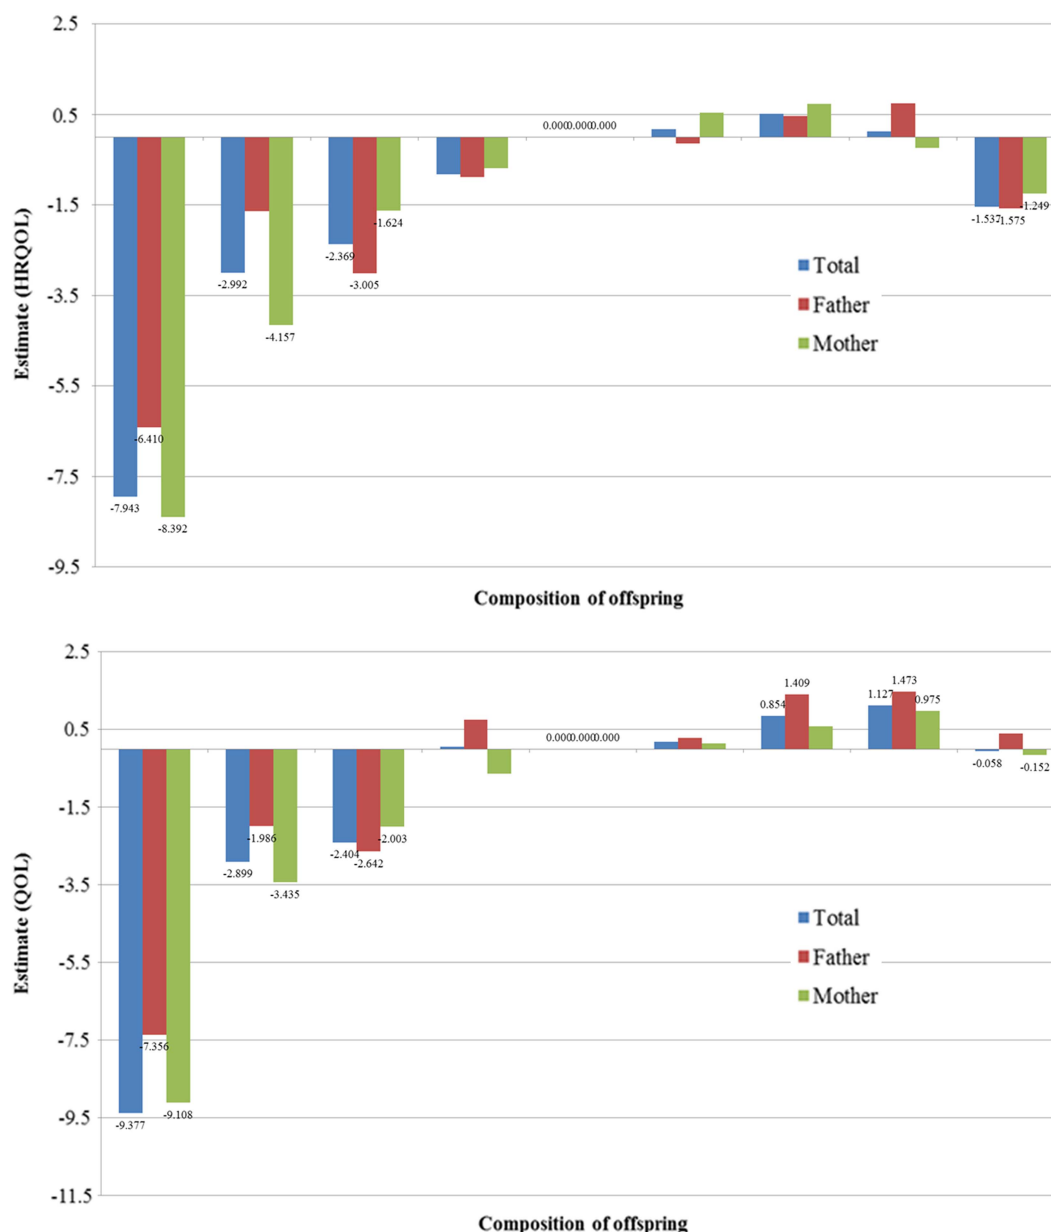 2.5
0.5
0.000 0.000 0.000
-1.5
-1.537 -1.575 -1.249
-1.624
-2.369
-3.005
-2.992
-4.157
-3.5
-5.5
-6.410
-7.5
-7.943
-8.392
-9.5
Estimate (HRQOL)
Total
Father
Mother
Composition of offspring
2.5
0.854 1.409
1.127 1.473 0.975
0.5
0.000 0.000 0.000
-0.058
-0.152
-1.5
-1.986
-2.003
-2.404
-2.642
-2.899
-3.435
-3.5
-5.5
-7.356
-7.5
-9.108
-9.377
-9.5
-11.5
Estimate (QOL)
Total
Father
Mother
Composition of offspring